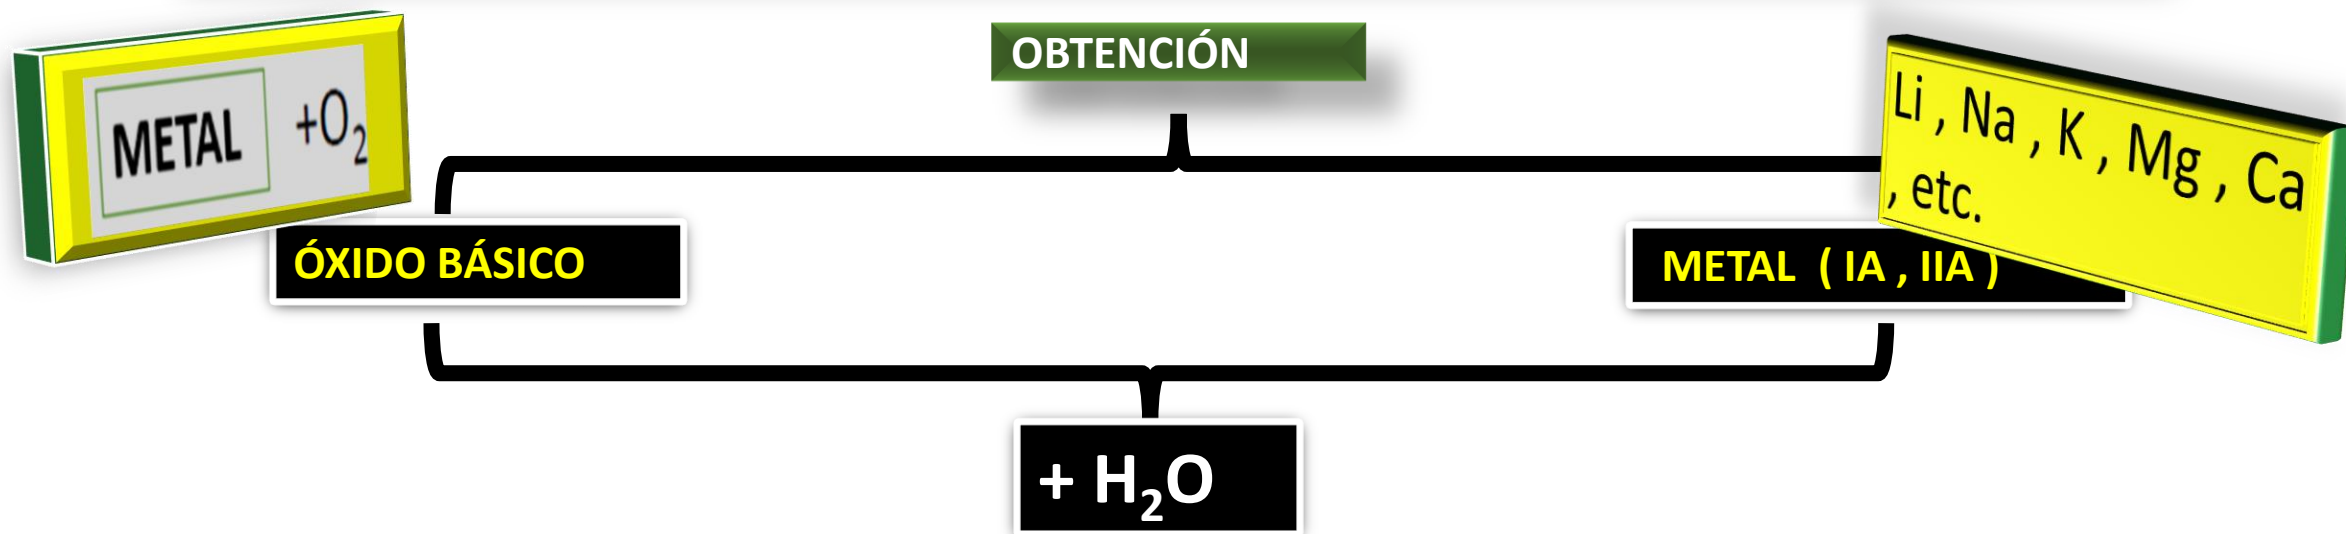 OBTENCIÓN
METAL +O₂
Li , Na , K , Mg , Ca
, etc.
ÓXIDO BÁSICO
METAL ( IA , IIA )
+ H₂O